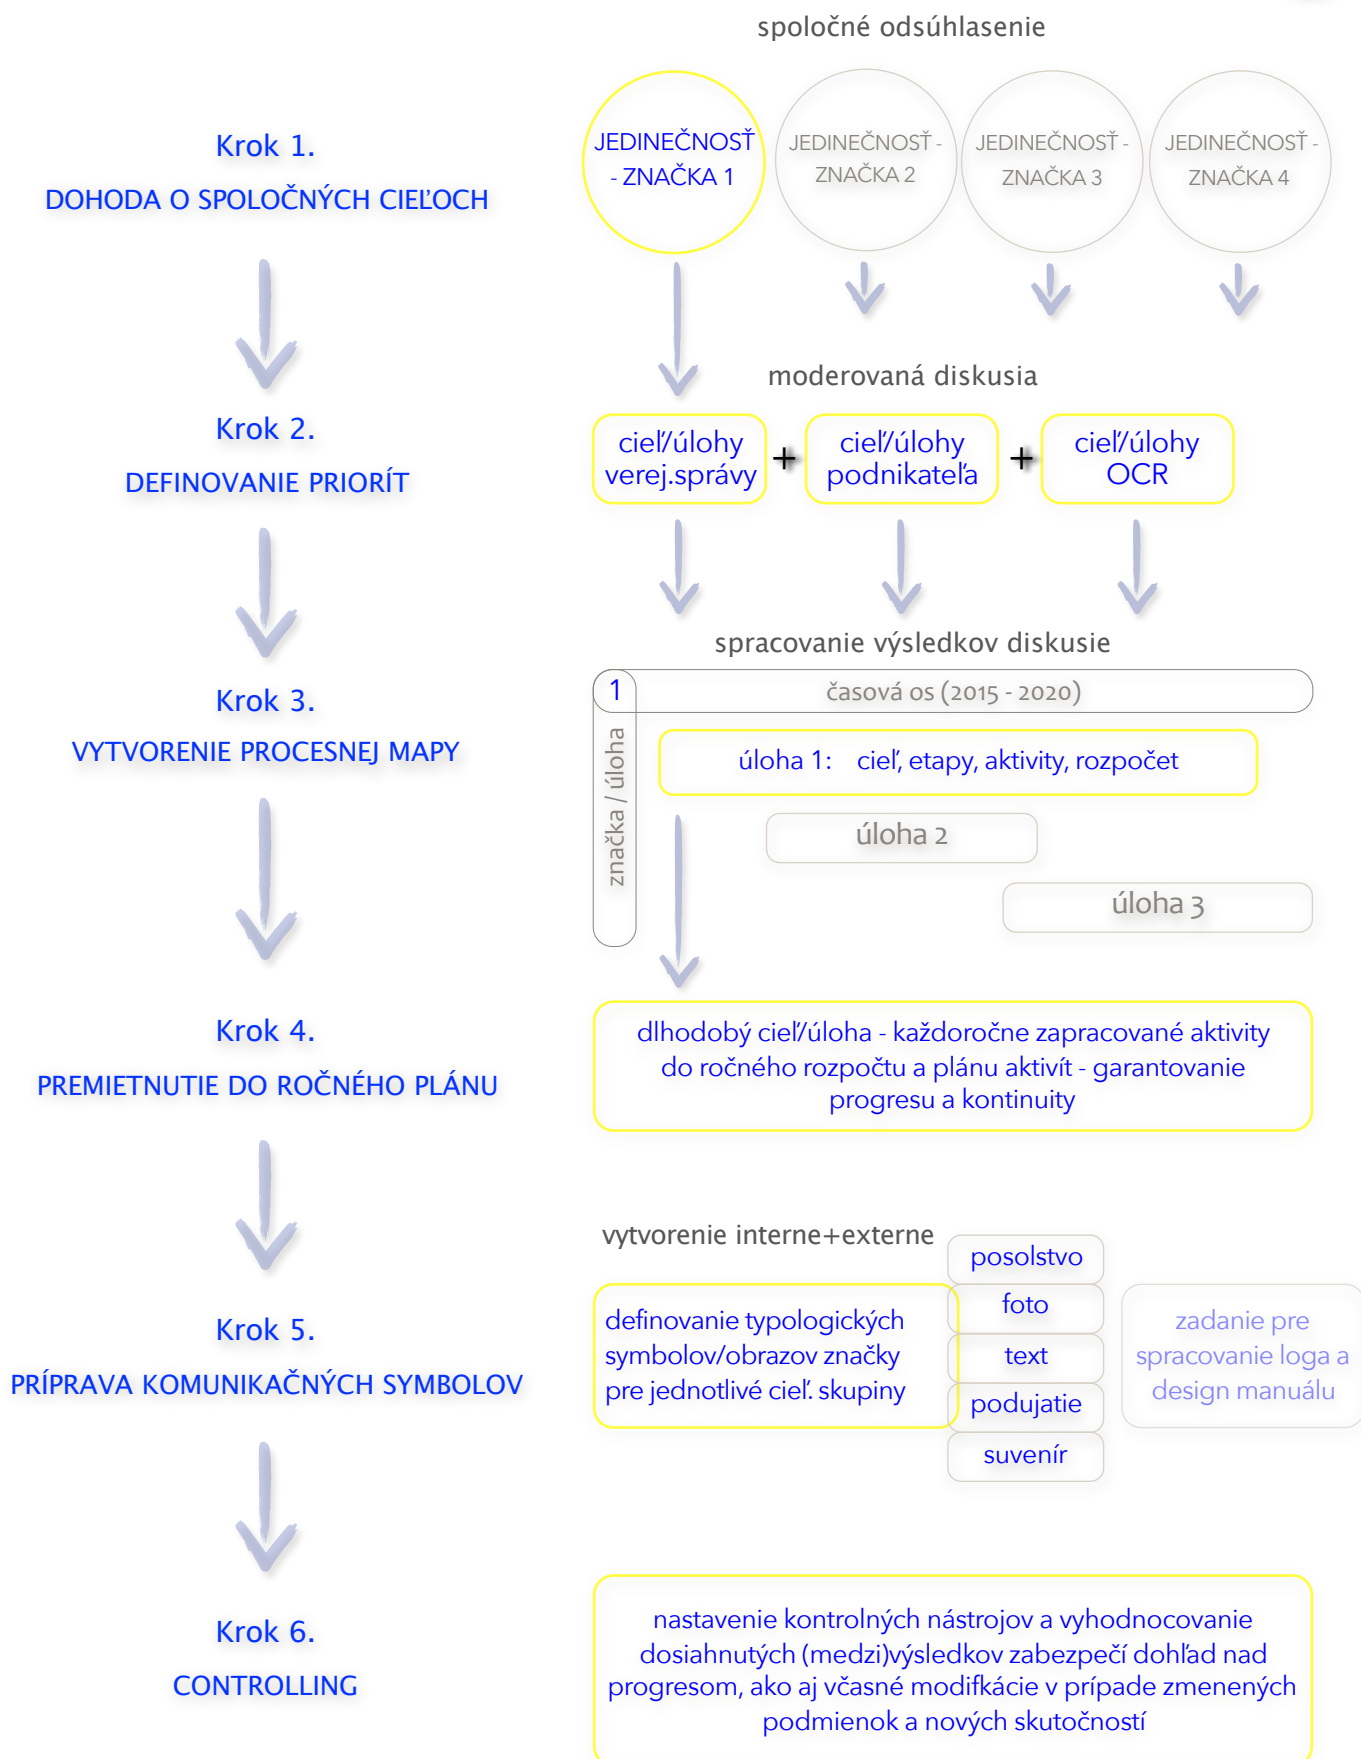 spoločné odsúhlasenie
Krok 1.
DOHODA O SPOLOČNÝCH CIEĽOCH
JEDINEČNOSŤ
- ZNAČKA 1
JEDINEČNOSŤ -
ZNAČKA 2
JEDINEČNOSŤ -
ZNAČKA 3
JEDINEČNOSŤ -
ZNAČKA 4
moderovaná diskusia
Krok 2.
DEFINOVANIE PRIORÍT
cieľ/úlohy
verej.správy
+
cieľ/úlohy
podnikateľa
+
cieľ/úlohy
OCR
spracovanie výsledkov diskusie
Krok 3.
VYTVORENIE PROCESNEJ MAPY
1
časová os (2015 - 2020)
značka / úloha
úloha 1: cieľ, etapy, aktivity, rozpočet
úloha 2
úloha 3
Krok 4.
PREMIETNUTIE DO ROČNÉHO PLÁNU
dlhodobý cieľ/úloha - každoročne zapracované aktivity
do ročného rozpočtu a plánu aktivít - garantovanie
progresu a kontinuity
vytvorenie interne+externe
Krok 5.
PRÍPRAVA KOMUNIKAČNÝCH SYMBOLOV
definovanie typologických
symbolov/obrazov značky
pre jednotlivé cieľ. skupiny
posolstvo
foto
text
podujatie
suvenír
zadanie pre
spracovanie loga a
design manuálu
Krok 6.
CONTROLLING
nastavenie kontrolných nástrojov a vyhodnocovanie
dosiahnutých (medzi)výsledkov zabezpečí dohľad nad
progresom, ako aj včasné modifkácie v prípade zmenených
podmienok a nových skutočností